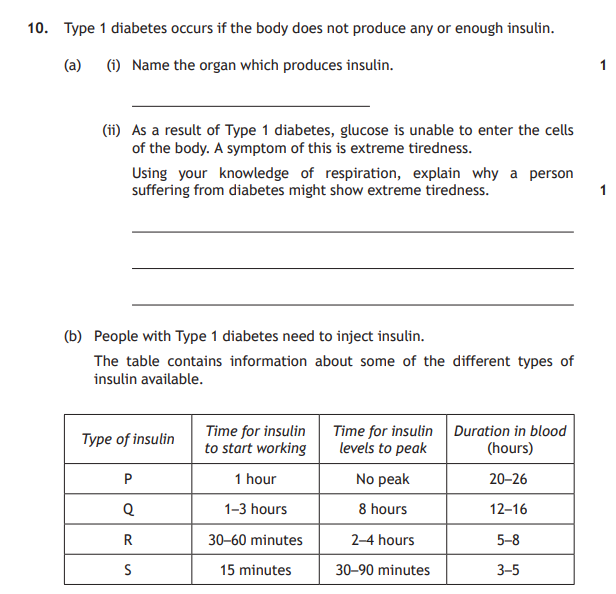 10. Type 1 diabetes occurs if the body does not produce any or enough insulin.
(a) (i) Name the organ which produces insulin. 1
(ii) As a result of Type 1 diabetes, glucose is unable to enter the cells
of the body. A symptom of this is extreme tiredness.
Using your knowledge of respiration, explain why a person
suffering from diabetes might show extreme tiredness. 1
(b) People with Type 1 diabetes need to inject insulin.
The table contains information about some of the different types of
insulin available.
Type of insulin
Time for insulin
to start working
Time for insulin
levels to peak
Duration in blood
(hours)
P 1 hour No peak 20–26
Q 1–3 hours 8 hours 12–16
R 30–60 minutes 2–4 hours 5–8
S 15 minutes 30–90 minutes 3–5